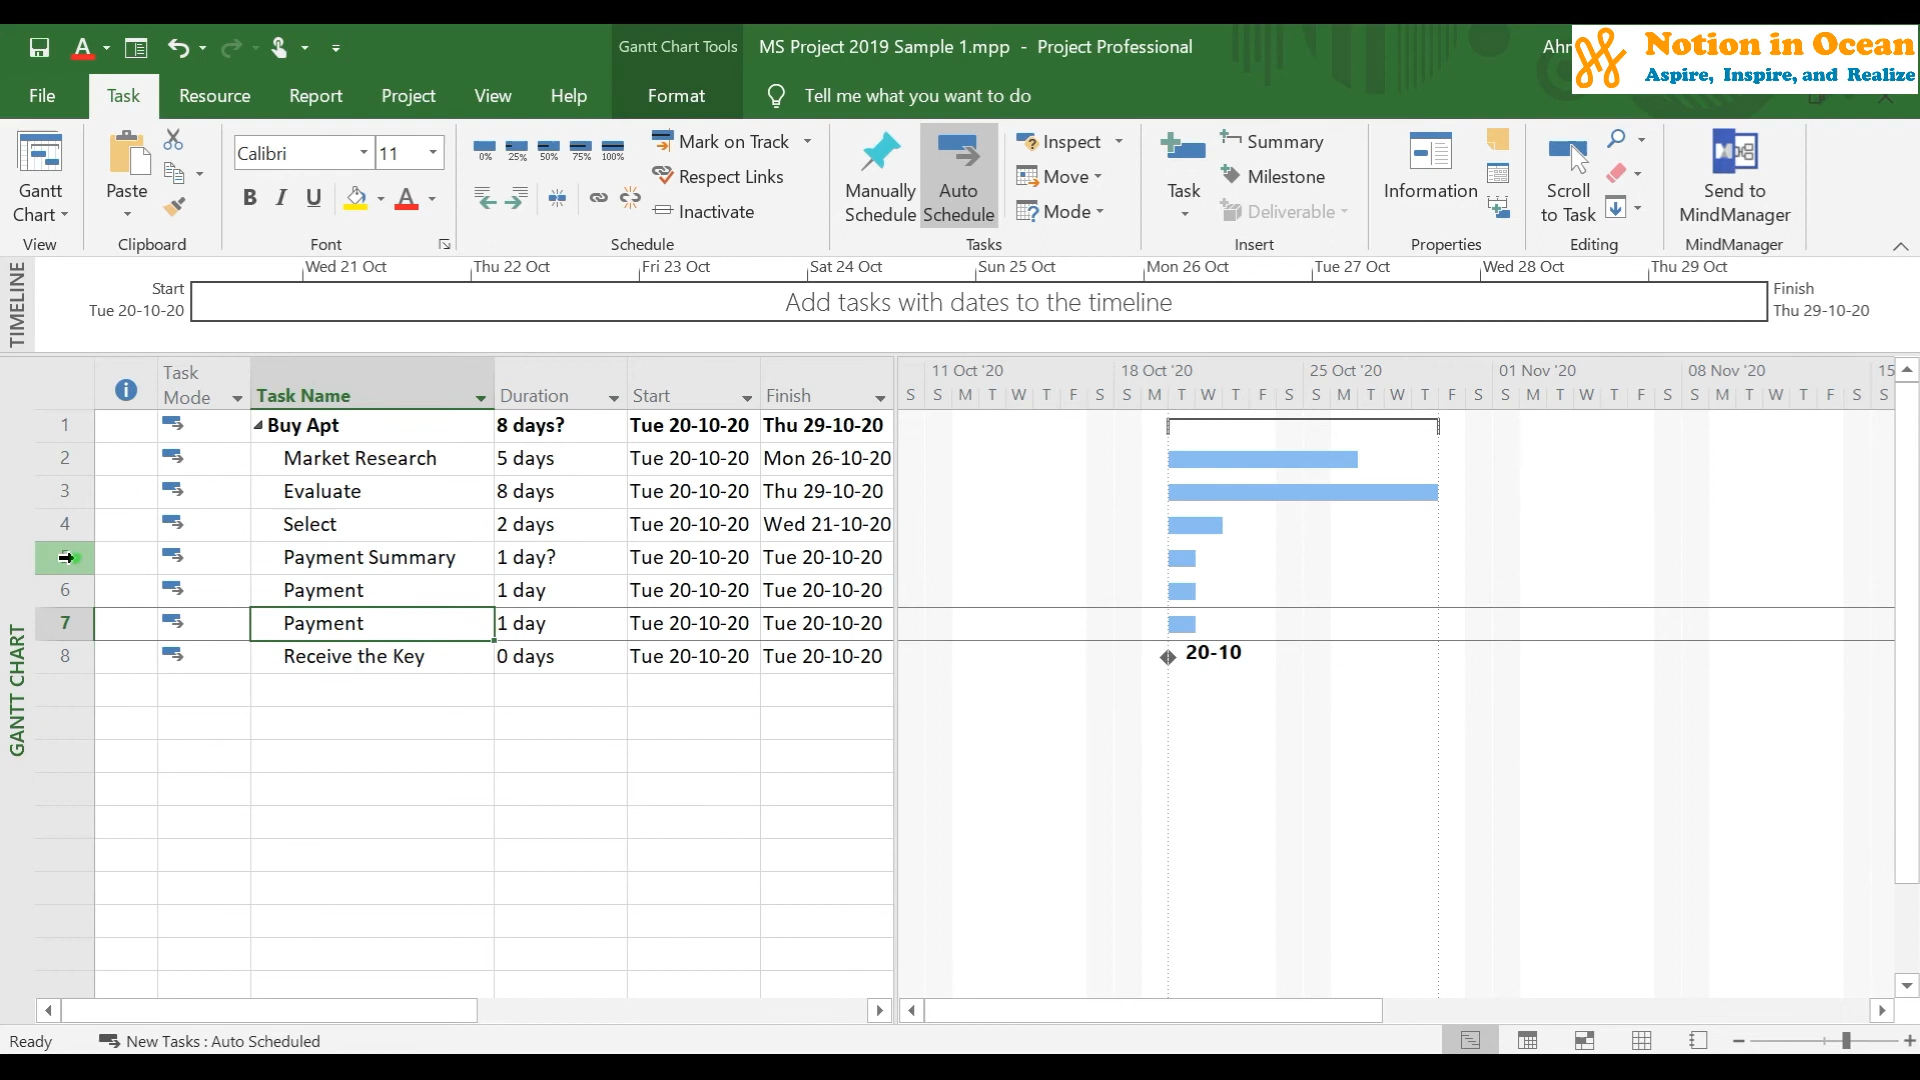 Gantt Chart Tools
MS Project 2019 Sample 1.mpp - Project Professional
Notion in Ocean
Aspire, Inspire, and Realize
File Task Resource Report Project View Help Format Tell me what you want to do
Gantt
Chart
View
Paste
Clipboard
Calibri 11
B I U A
Font
0% 25% 50% 75% 100%
Mark on Track
Respect Links
Inactivate
Schedule
Manually
Schedule
Auto
Schedule
Inspect
Move
Mode
Tasks
Task
Summary
Milestone
Deliverable
Insert
Information
Properties
Scroll
to Task
Editing
Send to
MindManager
MindManager
TIMELINE
Wed 21 Oct Thu 22 Oct Fri 23 Oct Sat 24 Oct Sun 25 Oct Mon 26 Oct Tue 27 Oct Wed 28 Oct Thu 29 Oct
Start
Tue 20-10-20
Add tasks with dates to the timeline
Finish
Thu 29-10-20
GANTT CHART
Task
Mode
Task Name Duration Start Finish
11 Oct '20 18 Oct '20 25 Oct '20 01 Nov '20 08 Nov '20 15
S S M T W T F S S M T W T F S S M T W T F S S M T W T F S S M T W T F S S
1 Buy Apt 8 days? Tue 20-10-20 Thu 29-10-20
2 Market Research 5 days Tue 20-10-20 Mon 26-10-20
3 Evaluate 8 days Tue 20-10-20 Thu 29-10-20
4 Select 2 days Tue 20-10-20 Wed 21-10-20
Payment Summary 1 day? Tue 20-10-20 Tue 20-10-20
6 Payment 1 day Tue 20-10-20 Tue 20-10-20
7 Payment 1 day Tue 20-10-20 Tue 20-10-20
8 Receive the Key 0 days Tue 20-10-20 Tue 20-10-20
20-10
Ready New Tasks : Auto Scheduled